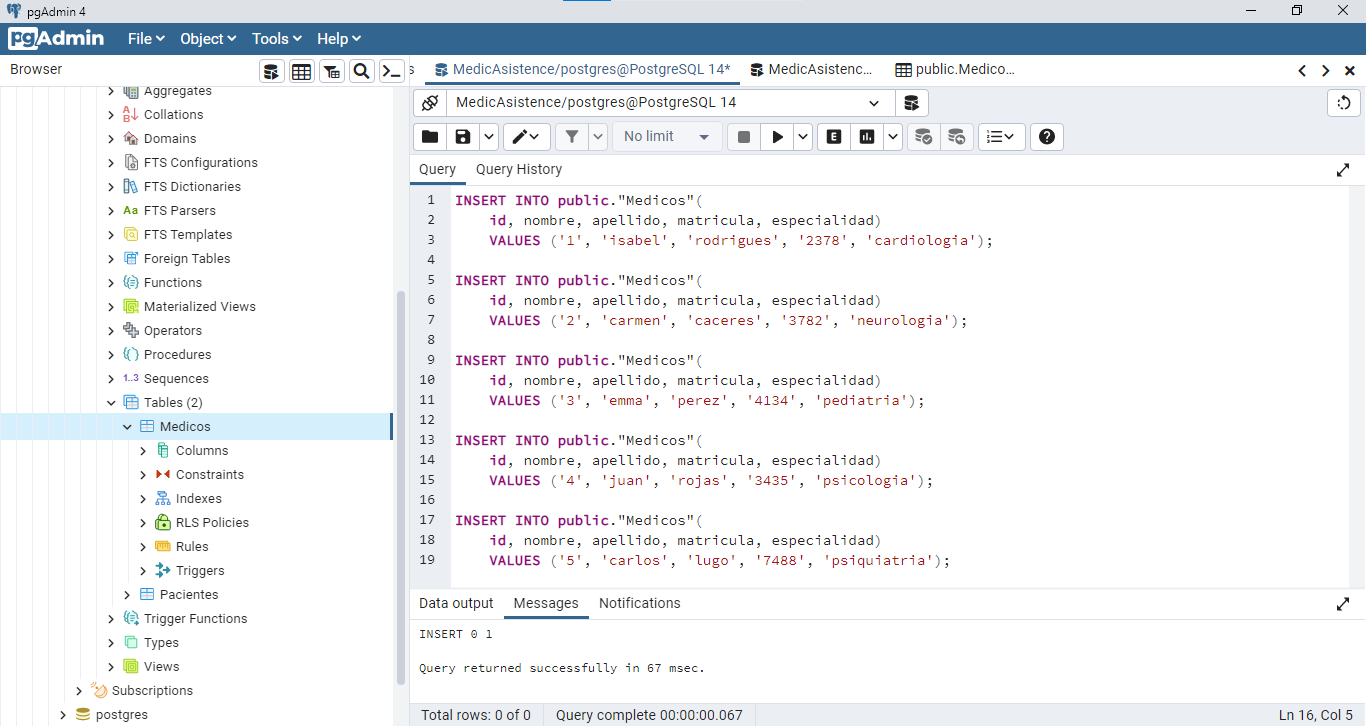 pgAdmin 4
pgAdmin File Object Tools Help
Browser
s MedicAsistence/postgres@PostgreSQL 14* MedicAsistenc... public.Medico...
MedicAsistence/postgres@PostgreSQL 14
No limit
E
Query Query History
Aggregates
Collations
Domains
FTS Configurations
FTS Dictionaries
Aa FTS Parsers
FTS Templates
Foreign Tables
Functions
Materialized Views
Operators
Procedures
1..3 Sequences
Tables (2)
Medicos
Columns
Constraints
Indexes
RLS Policies
Rules
Triggers
Pacientes
Trigger Functions
Types
Views
Subscriptions
postgres
1 INSERT INTO public."Medicos"(
2 id, nombre, apellido, matricula, especialidad)
3 VALUES ('1', 'isabel', 'rodrigues', '2378', 'cardiologia');
4
5 INSERT INTO public."Medicos"(
6 id, nombre, apellido, matricula, especialidad)
7 VALUES ('2', 'carmen', 'caceres', '3782', 'neurologia');
8
9 INSERT INTO public."Medicos"(
10 id, nombre, apellido, matricula, especialidad)
11 VALUES ('3', 'emma', 'perez', '4134', 'pediatria');
12
13 INSERT INTO public."Medicos"(
14 id, nombre, apellido, matricula, especialidad)
15 VALUES ('4', 'juan', 'rojas', '3435', 'psicologia');
16
17 INSERT INTO public."Medicos"(
18 id, nombre, apellido, matricula, especialidad)
19 VALUES ('5', 'carlos', 'lugo', '7488', 'psiquiatria');
Data output Messages Notifications
INSERT 0 1
Query returned successfully in 67 msec.
Total rows: 0 of 0 Query complete 00:00:00.067 Ln 16, Col 5